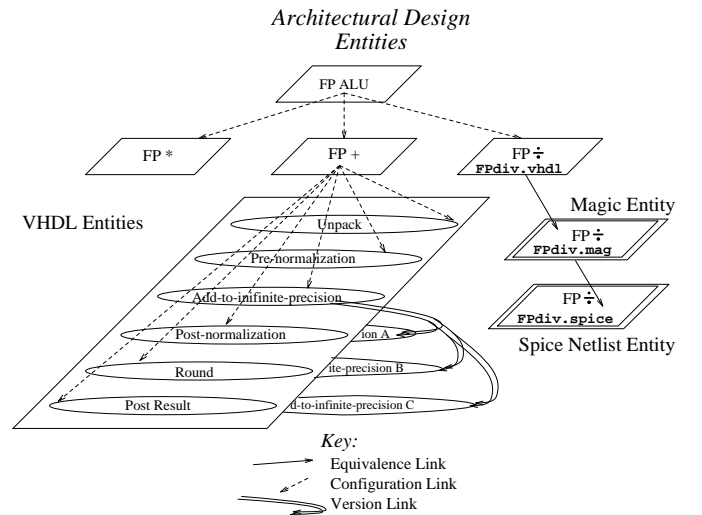 Architectural Design
Entities
FP ALU
FP *
FP +
FP ÷
FPdiv.vhdl
VHDL Entities
Magic Entity
Unpack
FP ÷
FPdiv.mag
Pre-normalization
Add-to-inifinite-precision
FP ÷
FPdiv.spice
Post-normalization
ion A
Spice Netlist Entity
Round
ite-precision B
Post Result
d-to-infinite-precision C
Key:
Equivalence Link
Configuration Link
Version Link